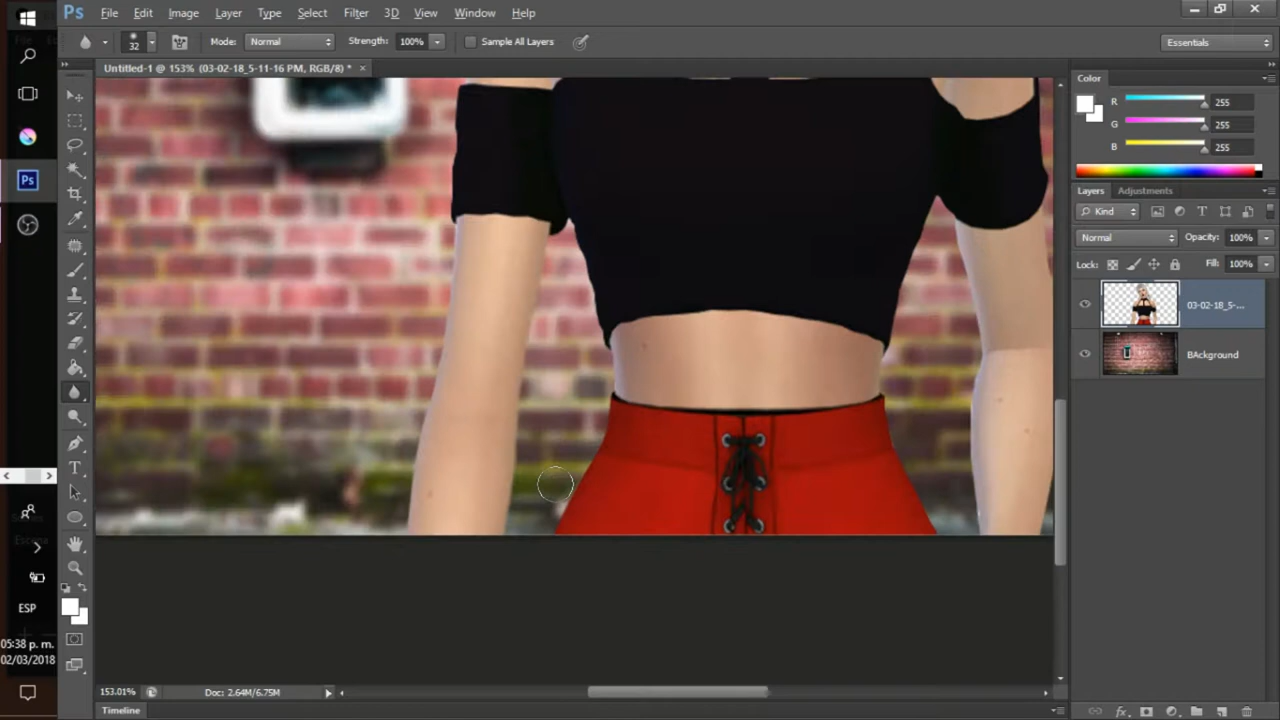 Ps File Edit Image Layer Type Select Filter 3D View Window Help
32 Mode: Normal Strength: 100% Sample All Layers Essentials
Untitled-1 @ 153% (03-02-18_5-11-16 PM, RGB/8) * ×
Color
R 255
G 255
B 255
Layers Adjustments
Kind T
Normal Opacity: 100%
Lock: Fill: 100%
03-02-18_5-...
BAckground
Ps
T
ESP
05:38 p. m.
02/03/2018
153.01% Doc: 2.64M/6.75M
Timeline
fx